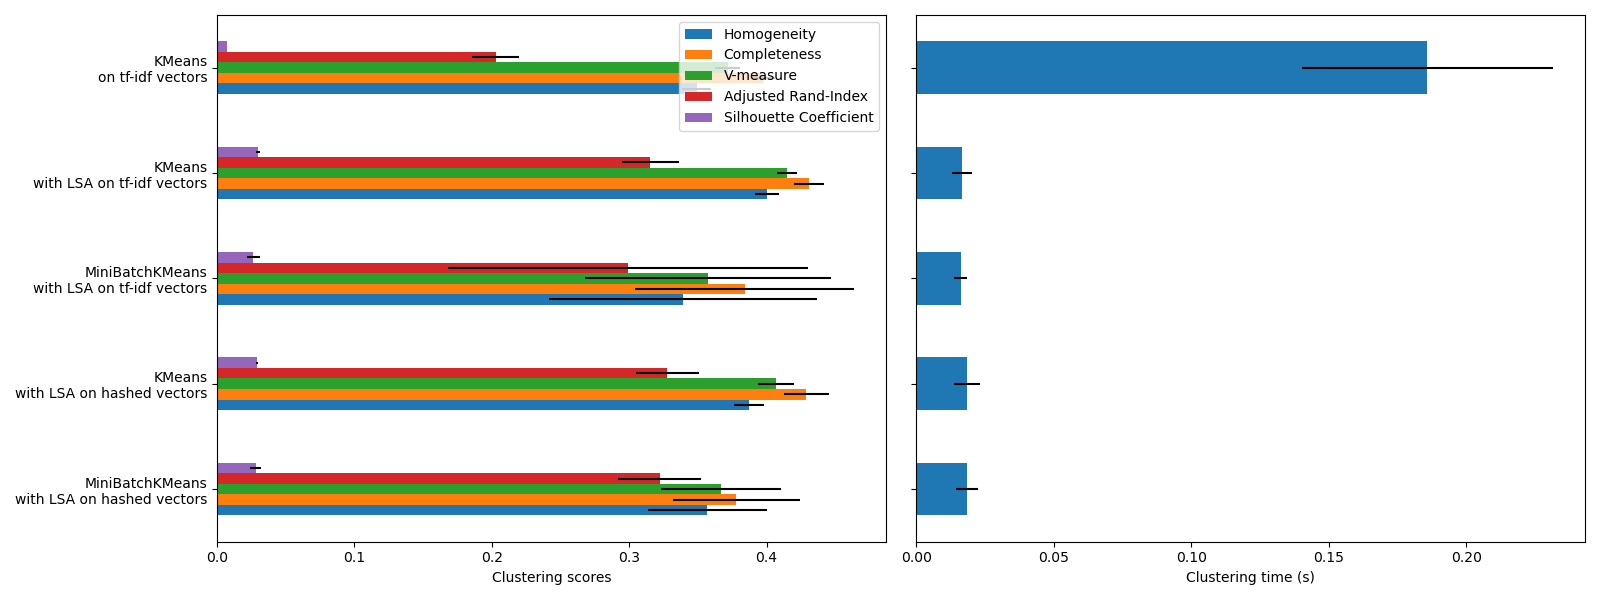 KMeans
on tf-idf vectors
KMeans
with LSA on tf-idf vectors
MiniBatchKMeans
with LSA on tf-idf vectors
KMeans
with LSA on hashed vectors
MiniBatchKMeans
with LSA on hashed vectors
Homogeneity
Completeness
V-measure
Adjusted Rand-Index
Silhouette Coefficient
0.0 0.1 0.2 0.3 0.4
Clustering scores
0.00 0.05 0.10 0.15 0.20
Clustering time (s)